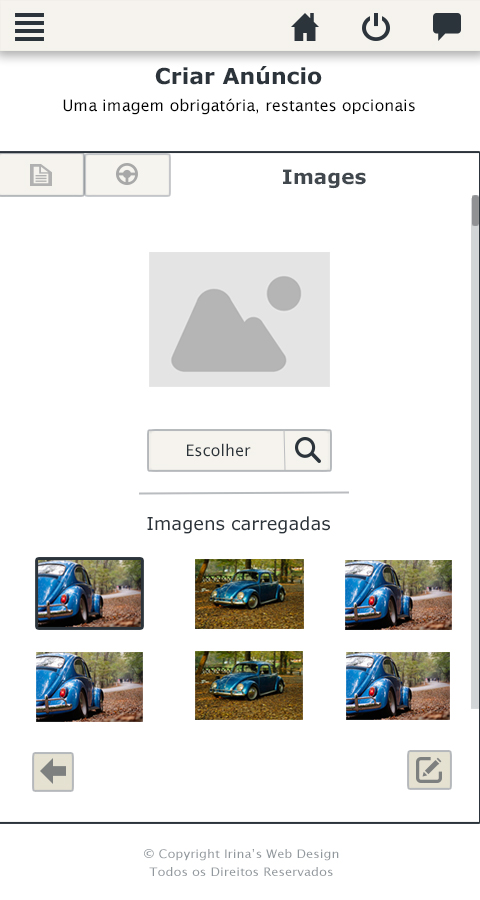 Criar Anúncio
Uma imagem obrigatória, restantes opcionais
Images
Escolher
Imagens carregadas
© Copyright Irina's Web Design
Todos os Direitos Reservados